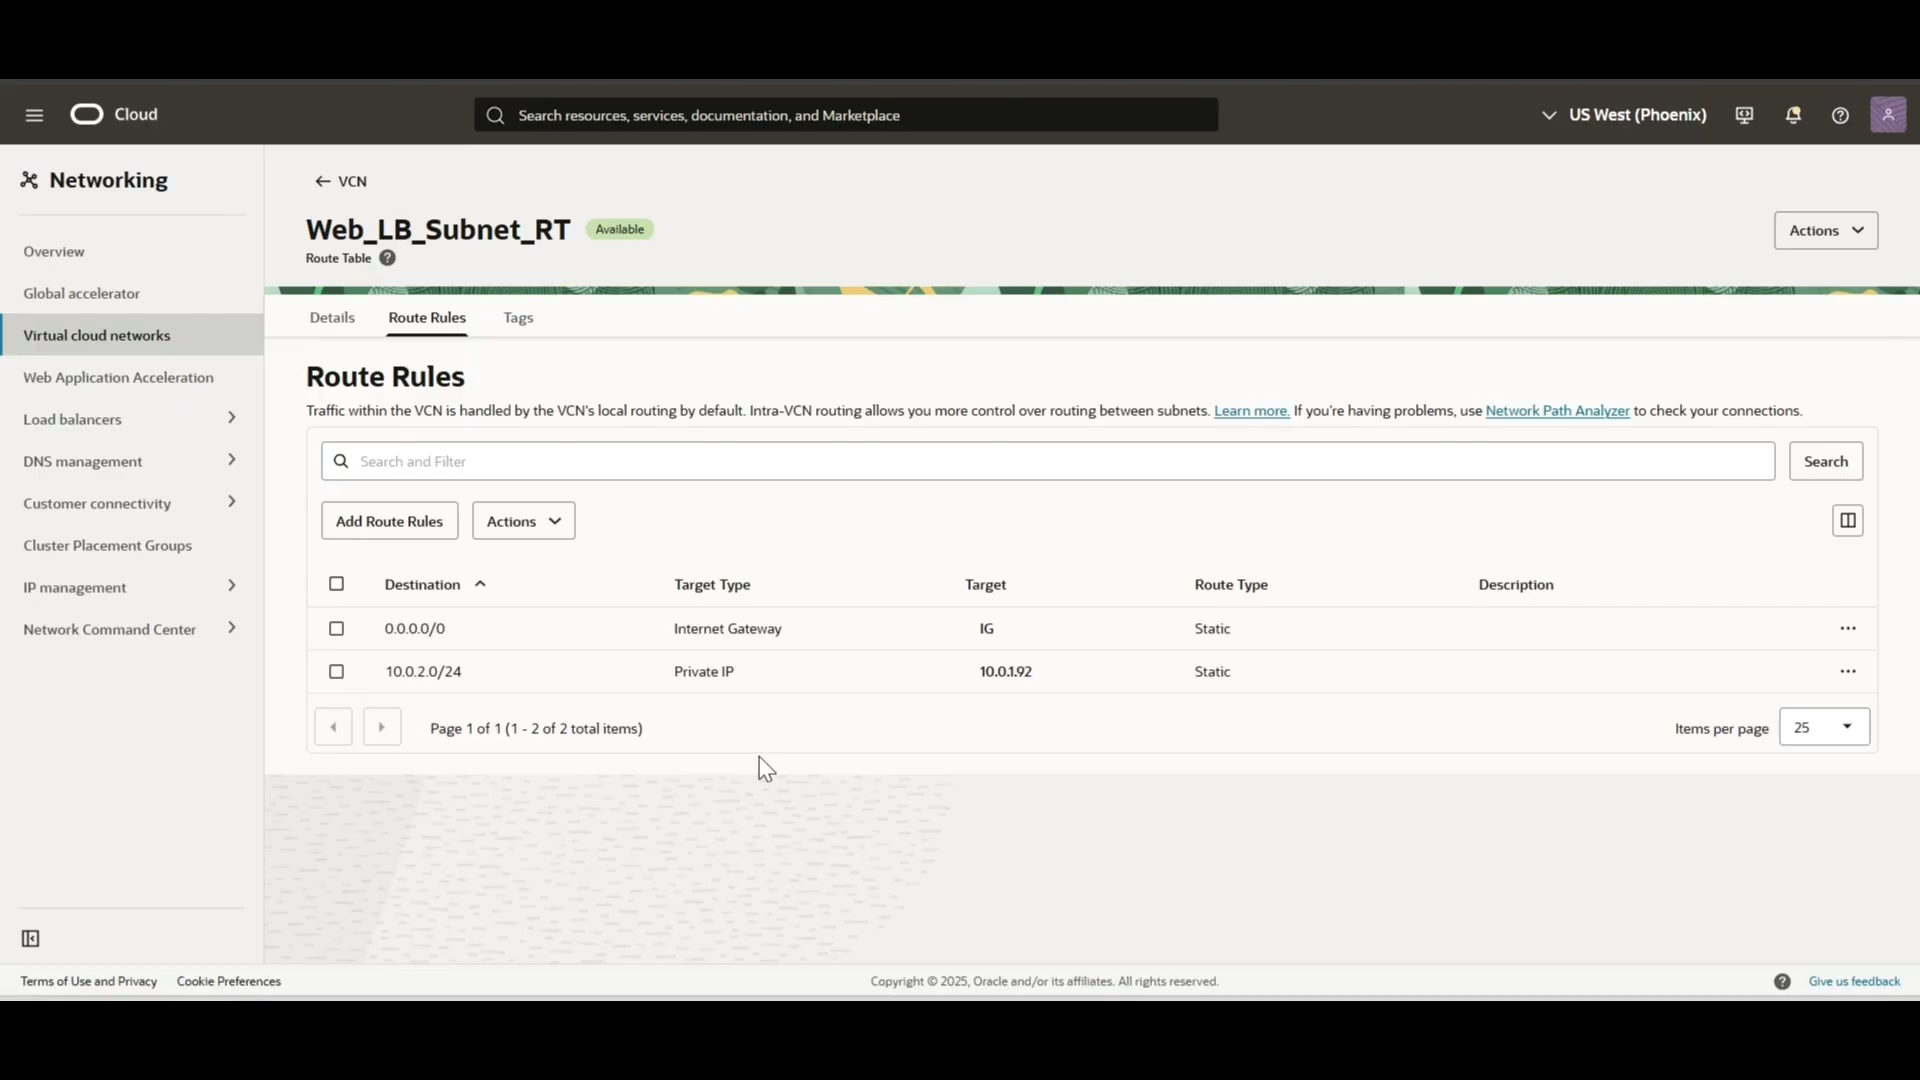 Cloud
Search resources, services, documentation, and Marketplace
US West (Phoenix)
Networking
Overview
Global accelerator
Virtual cloud networks
Web Application Acceleration
Load balancers
DNS management
Customer connectivity
Cluster Placement Groups
IP management
Network Command Center
← VCN
Web_LB_Subnet_RT Available
Route Table ?
Actions
Details Route Rules Tags
Route Rules
Traffic within the VCN is handled by the VCN's local routing by default. Intra-VCN routing allows you more control over routing between subnets. Learn more. If you're having problems, use Network Path Analyzer to check your connections.
Search and Filter Search
Add Route Rules Actions
Destination Target Type Target Route Type Description
0.0.0.0/0 Internet Gateway IG Static ...
10.0.2.0/24 Private IP 10.0.1.92 Static ...
Page 1 of 1 (1 - 2 of 2 total items) Items per page 25
Terms of Use and Privacy Cookie Preferences Copyright © 2025, Oracle and/or its affiliates. All rights reserved. ? Give us feedback